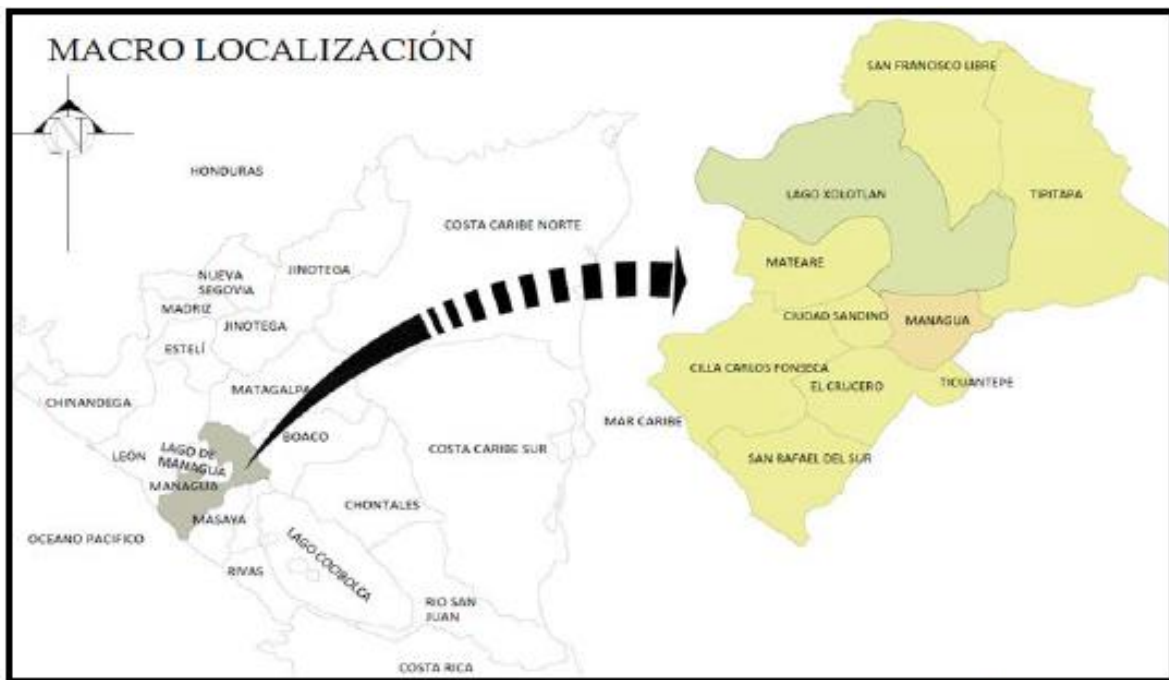 MACRO LOCALIZACIÓN
N
HONDURAS
COSTA CARIBE NORTE
JINOTEGA
NUEVA
SEGOVIA
MADRIZ
JINOTEGA
ESTELÍ
MATAGALPA
CHINANDEGA
BOACO
LEÓN
LAGO DE
MANAGUA
MANAGUA
COSTA CARIBE SUR
MAR CARIBE
CHONTALES
MASAYA
OCEANO PACIFICO
LAGO COCIBOLCA
RIVAS
RIO SAN
JUAN
COSTA RICA
SAN FRANCISCO LIBRE
LAGO XOLOTLAN
TIPITAPA
MATEARE
CIUDAD SANDINO
MANAGUA
CILLA CARLOS FONSECA
EL CRUCERO
TICUANTEPE
SAN RAFAEL DEL SUR